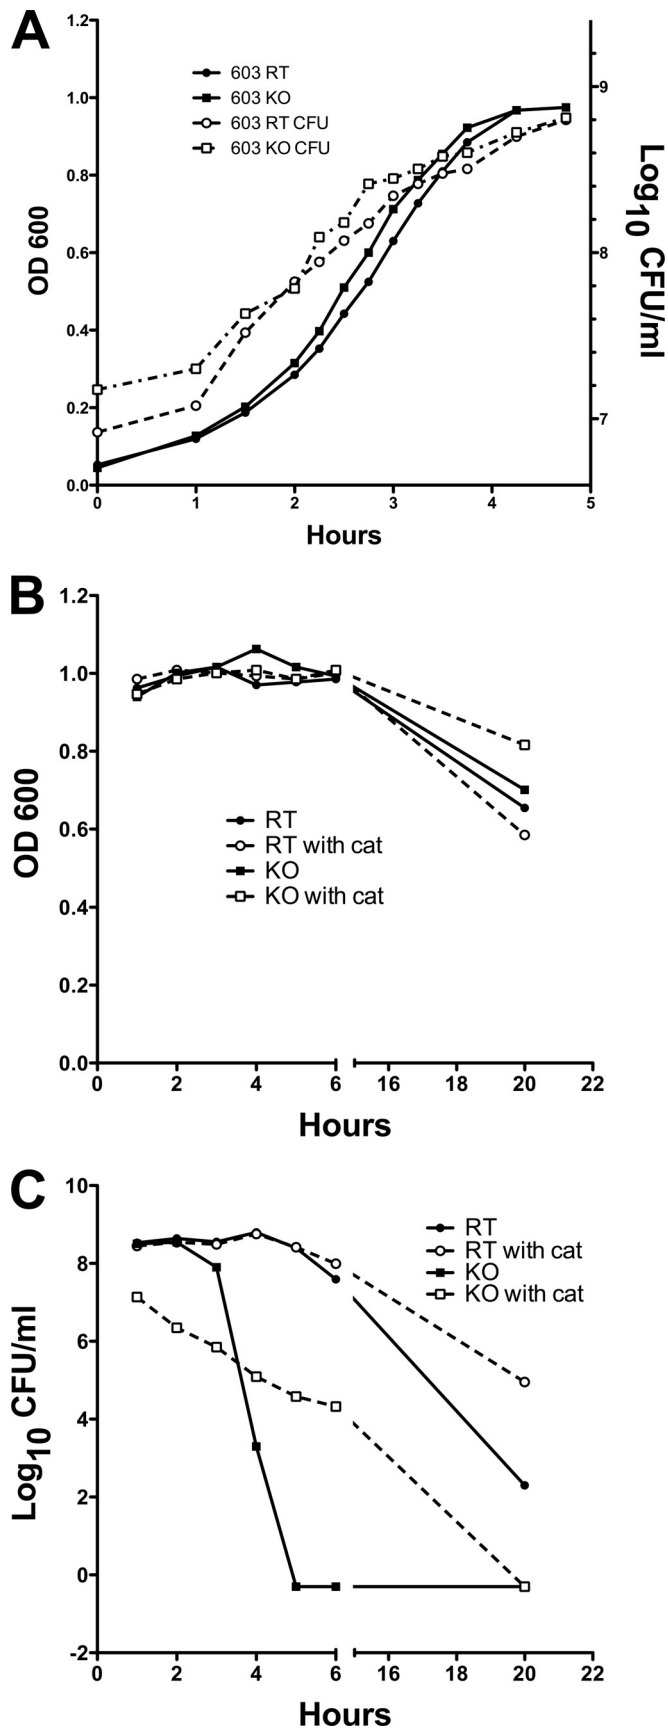 A
1.2
1.0
0.8
0.6
0.4
0.2
0.0
OD 600
603 RT
603 KO
603 RT CFU
603 KO CFU
9
8
7
Log10 CFU/ml
0 1 2 3 4 5
Hours
B
1.2
1.0
0.8
0.6
0.4
0.2
0.0
OD 600
RT
RT with cat
KO
KO with cat
0 2 4 6 16 18 20 22
Hours
C
10
8
6
4
2
0
-2
Log10 CFU/ml
RT
RT with cat
KO
KO with cat
0 2 4 6 16 18 20 22
Hours